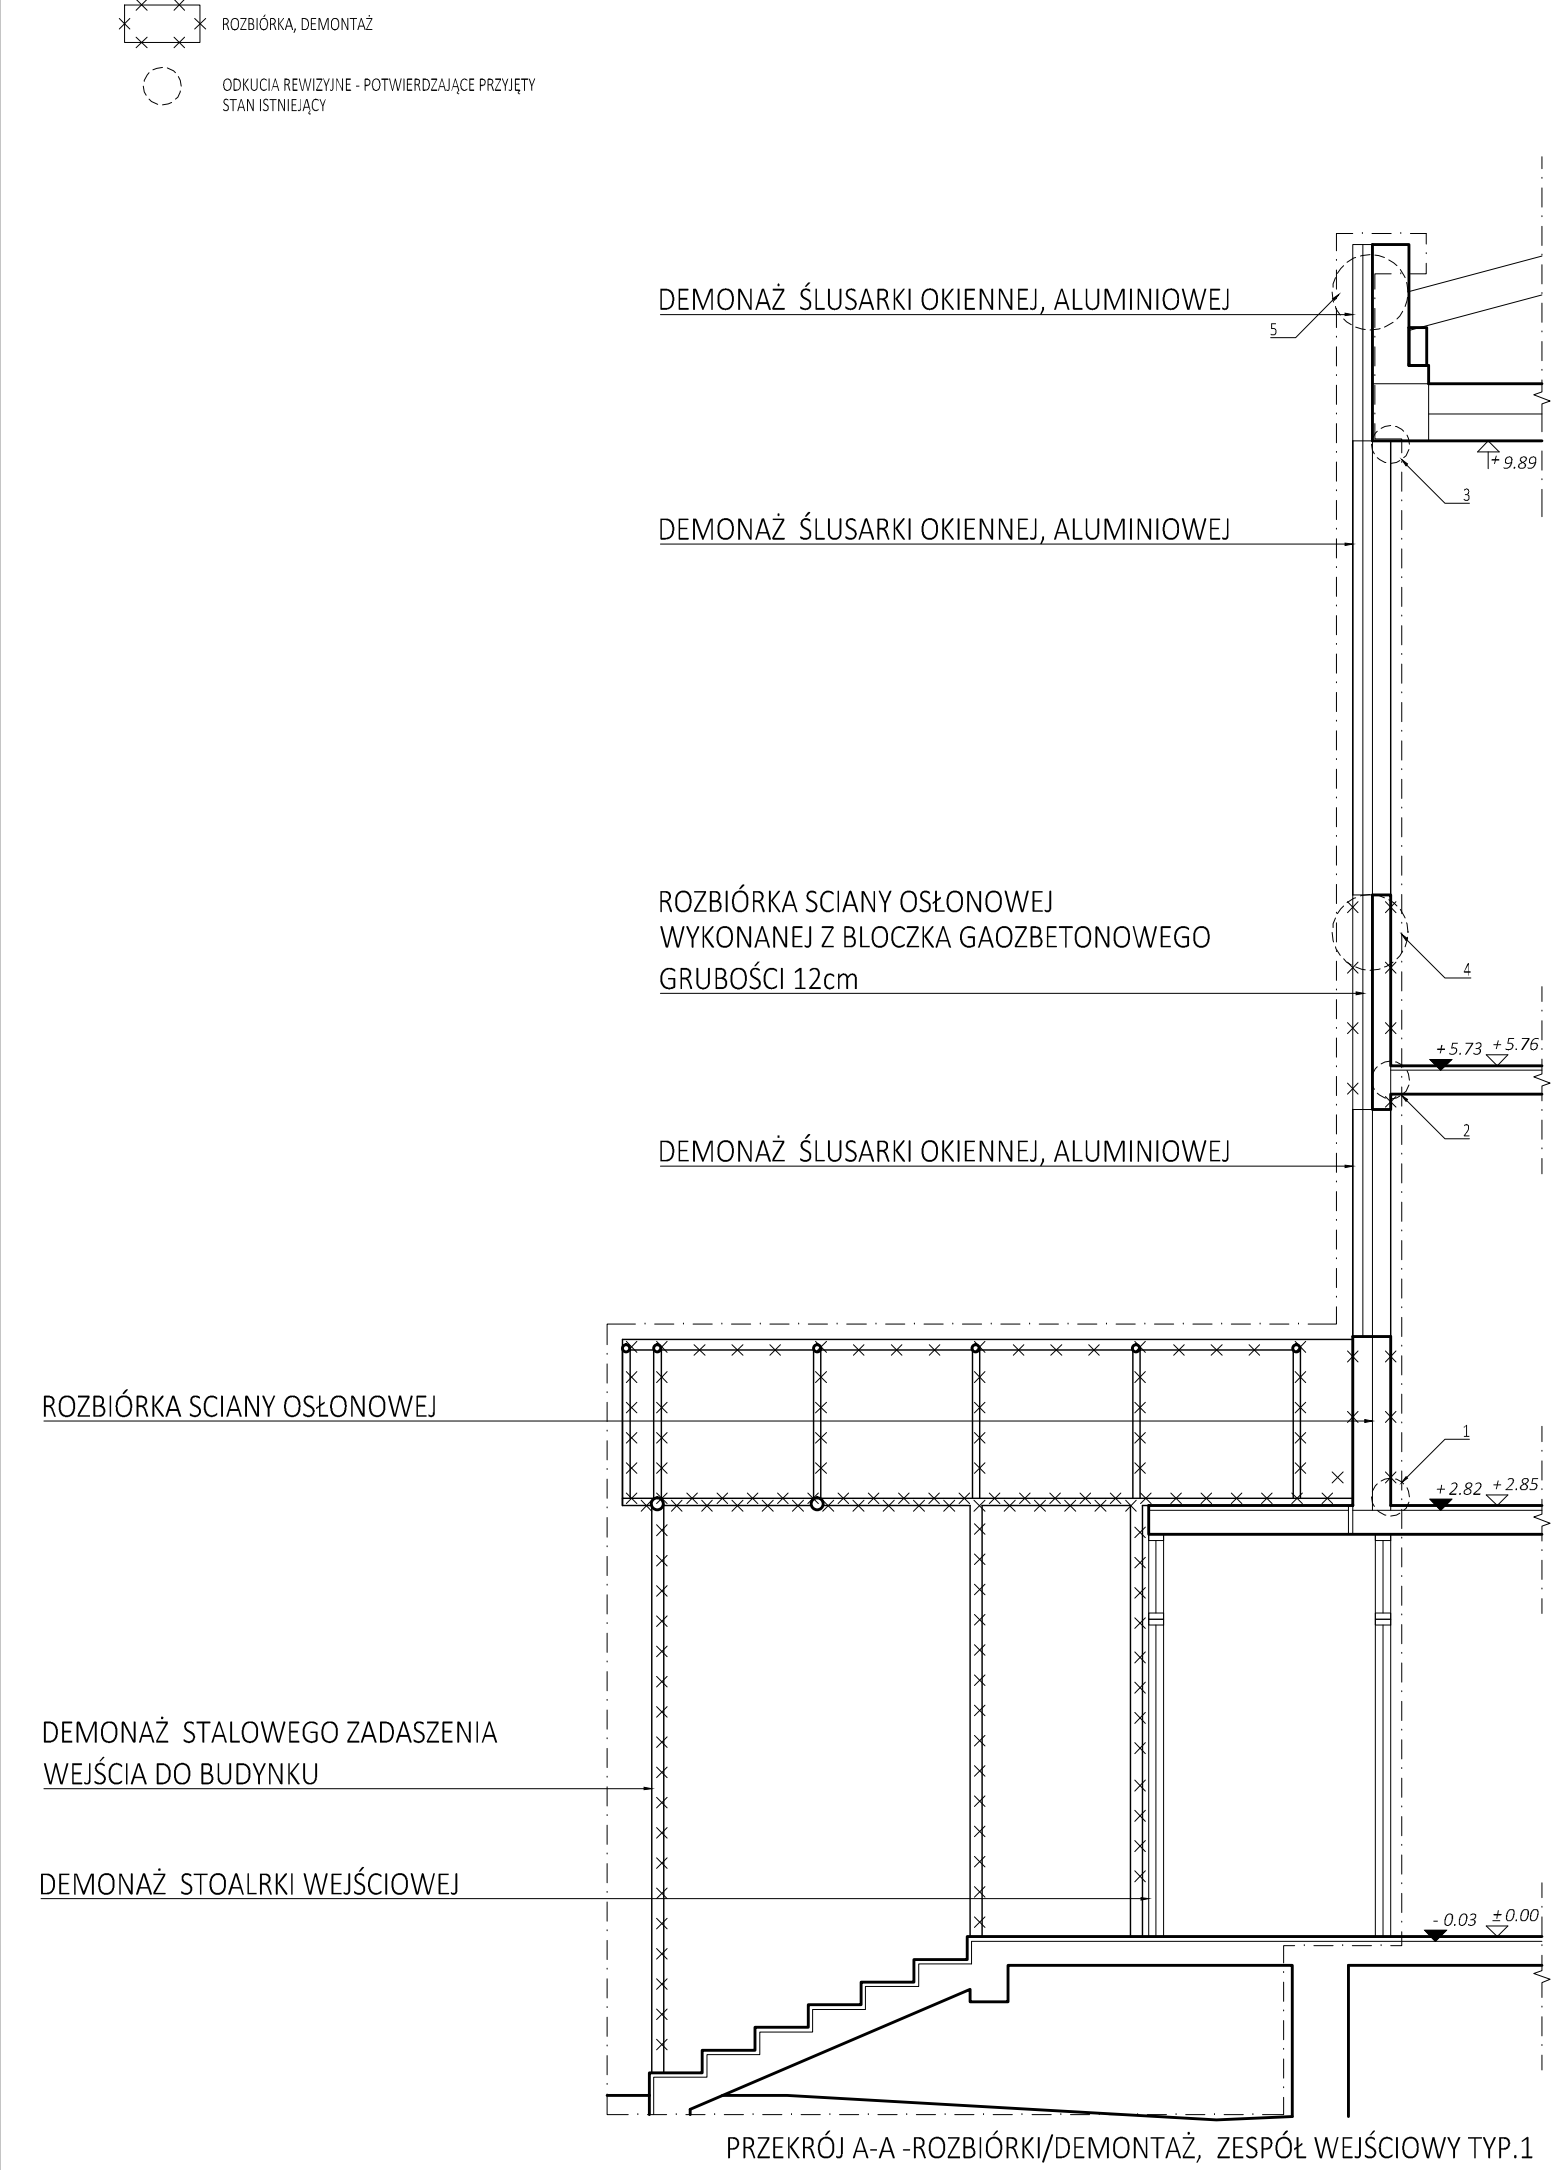 ROZBIÓRKA, DEMONTAŻ
ODKUCIA REWIZYJNE - POTWIERDZAJĄCE PRZYJĘTY
STAN ISTNIEJĄCY
DEMONAŻ ŚLUSARKI OKIENNEJ, ALUMINIOWEJ
5
+ 9.89
3
DEMONAŻ ŚLUSARKI OKIENNEJ, ALUMINIOWEJ
ROZBIÓRKA SCIANY OSŁONOWEJ
WYKONANEJ Z BLOCZKA GAOZBETONOWEGO
GRUBOŚCI 12cm
4
+5.73 +5.76
2
DEMONAŻ ŚLUSARKI OKIENNEJ, ALUMINIOWEJ
ROZBIÓRKA SCIANY OSŁONOWEJ
1
+2.82 +2.85
DEMONAŻ STALOWEGO ZADASZENIA
WEJŚCIA DO BUDYNKU
DEMONAŻ STOALRKI WEJŚCIOWEJ
- 0.03 ±0.00
PRZEKRÓJ A-A -ROZBIÓRKI/DEMONTAŻ, ZESPÓŁ WEJŚCIOWY TYP.1